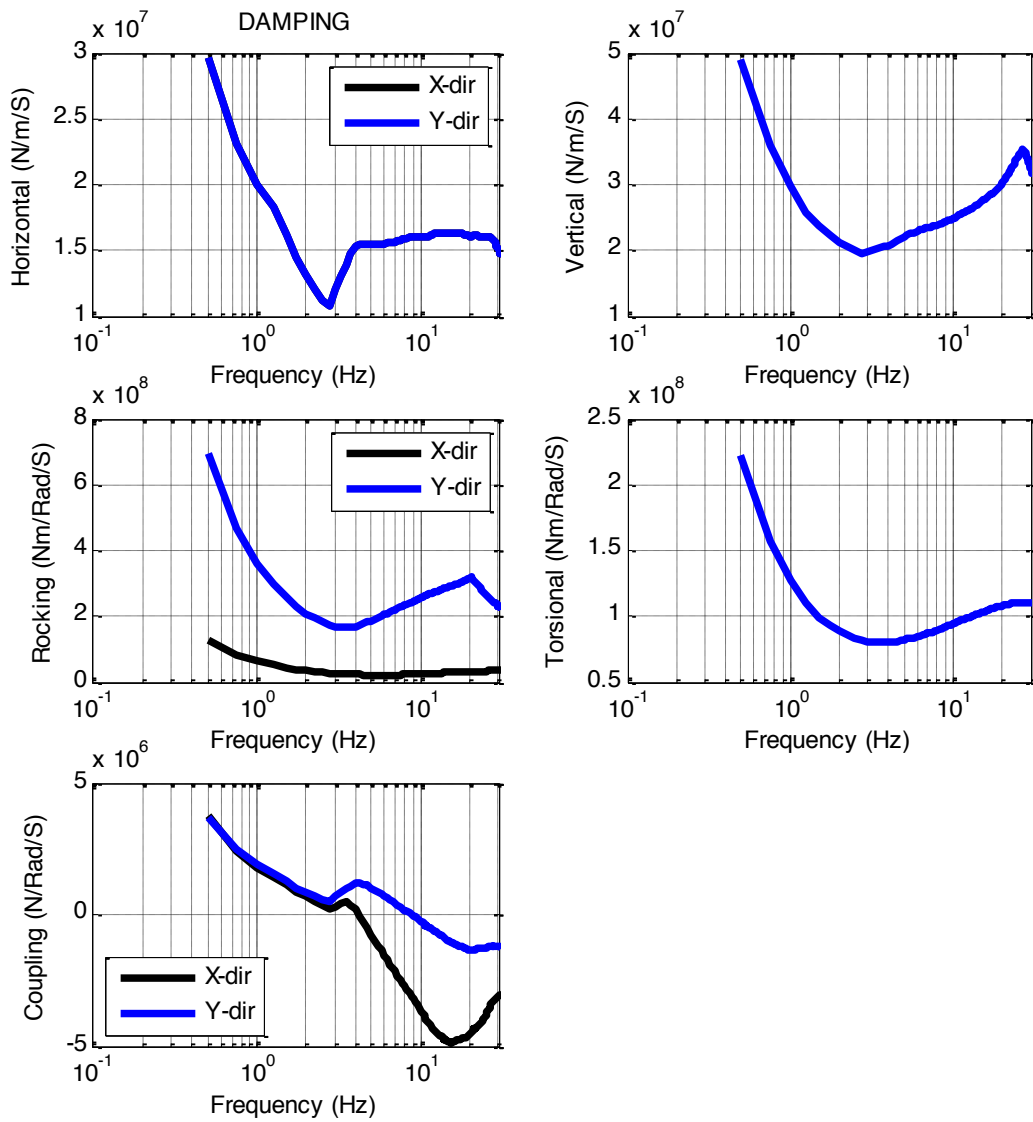 DAMPING
x 10^7
3
2.5
2
1.5
1
Horizontal (N/m/S)
X-dir
Y-dir
10^-1 10^0 10^1
Frequency (Hz)
x 10^7
5
4
3
2
1
Vertical (N/m/S)
10^-1 10^0 10^1
Frequency (Hz)
x 10^8
8
6
4
2
0
Rocking (Nm/Rad/S)
X-dir
Y-dir
10^-1 10^0 10^1
Frequency (Hz)
x 10^8
2.5
2
1.5
1
0.5
Torsional (Nm/Rad/S)
10^-1 10^0 10^1
Frequency (Hz)
x 10^6
5
0
-5
Coupling (N/Rad/S)
X-dir
Y-dir
10^-1 10^0 10^1
Frequency (Hz)